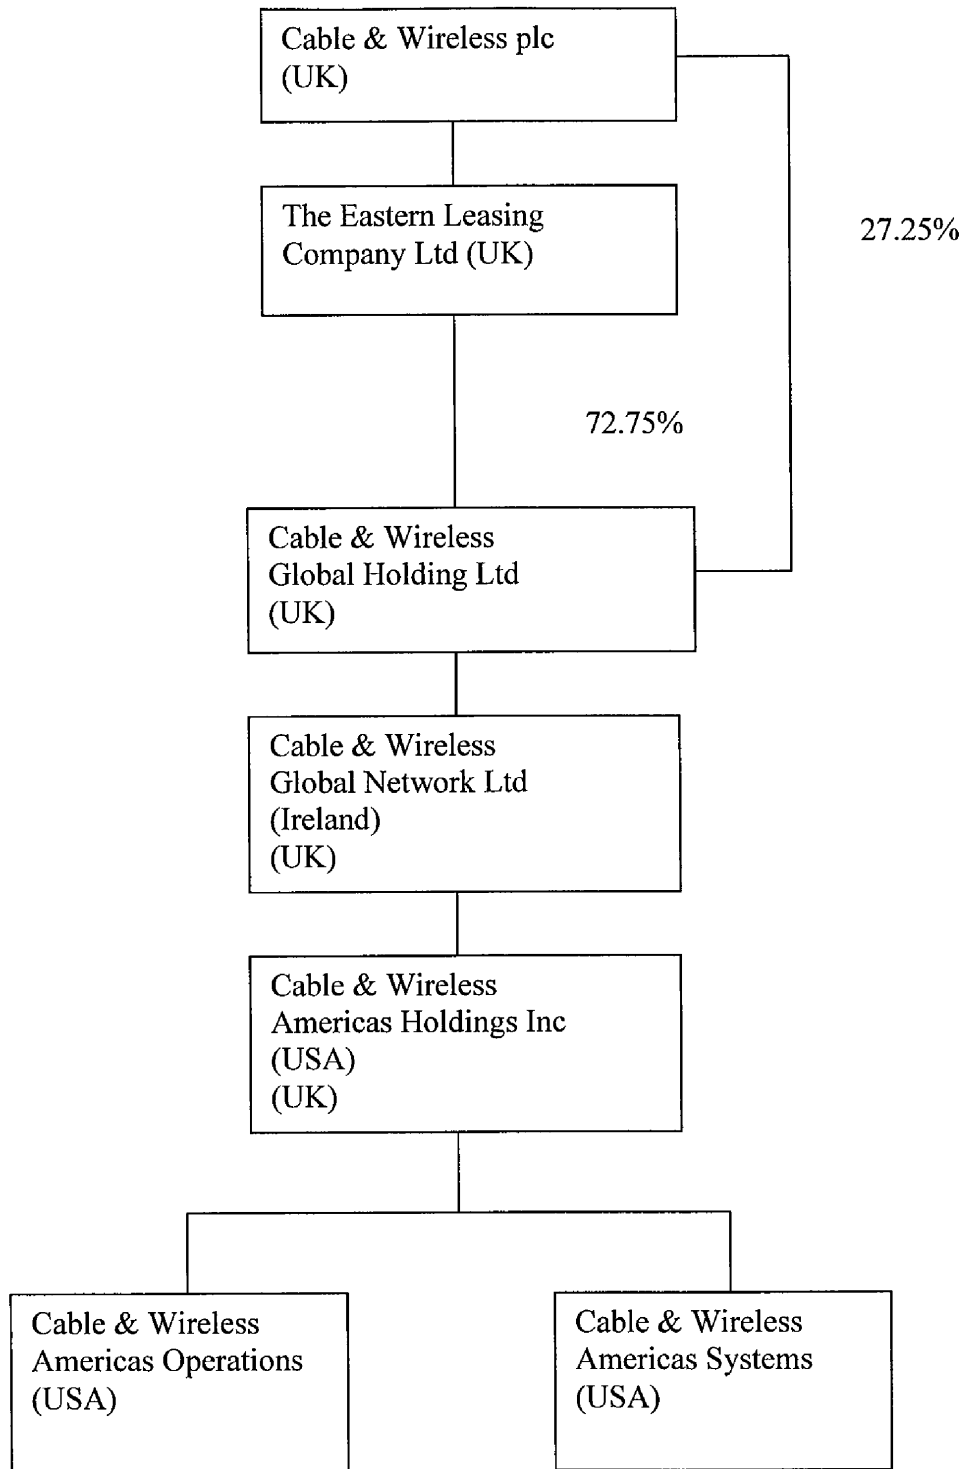 Cable & Wireless plc
(UK)
The Eastern Leasing
Company Ltd (UK)
27.25%
72.75%
Cable & Wireless
Global Holding Ltd
(UK)
Cable & Wireless
Global Network Ltd
(Ireland)
(UK)
Cable & Wireless
Americas Holdings Inc
(USA)
(UK)
Cable & Wireless
Americas Operations
(USA)
Cable & Wireless
Americas Systems
(USA)